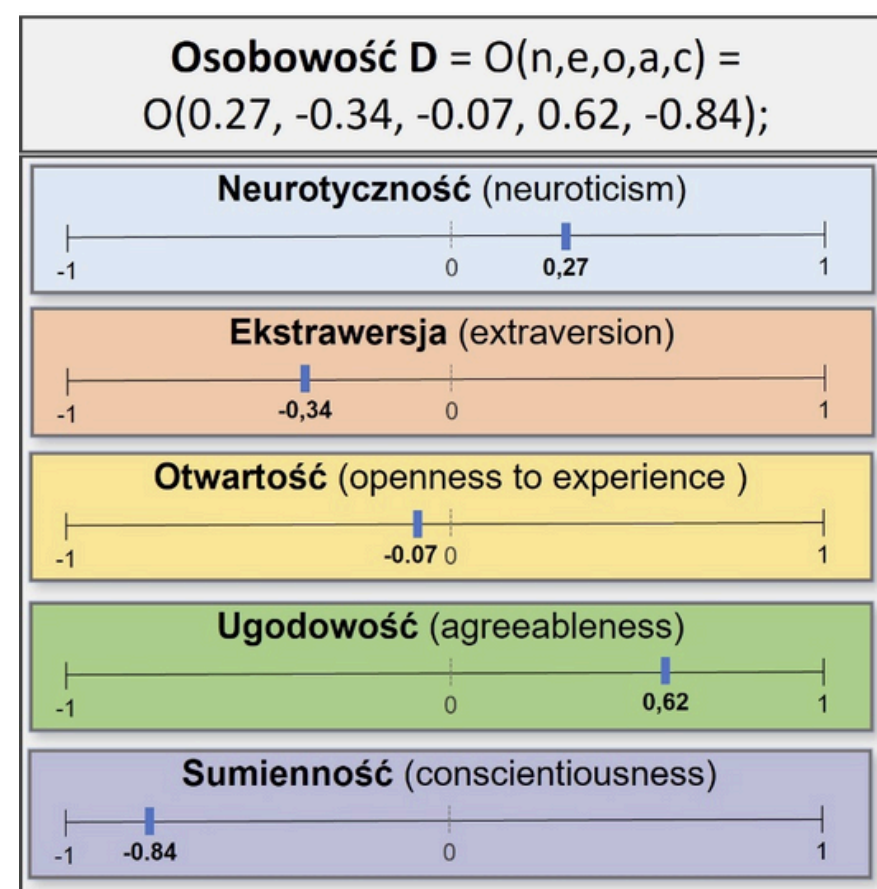 Osobowość D = O(n,e,o,a,c) =
O(0.27, -0.34, -0.07, 0.62, -0.84);
Neurotyczność (neuroticism)
-1 0 0,27 1
Ekstrawersja (extraversion)
-1 -0,34 0 1
Otwartość (openness to experience )
-1 -0.07 0 1
Ugodowość (agreeableness)
-1 0 0,62 1
Sumienność (conscientiousness)
-1 -0.84 0 1